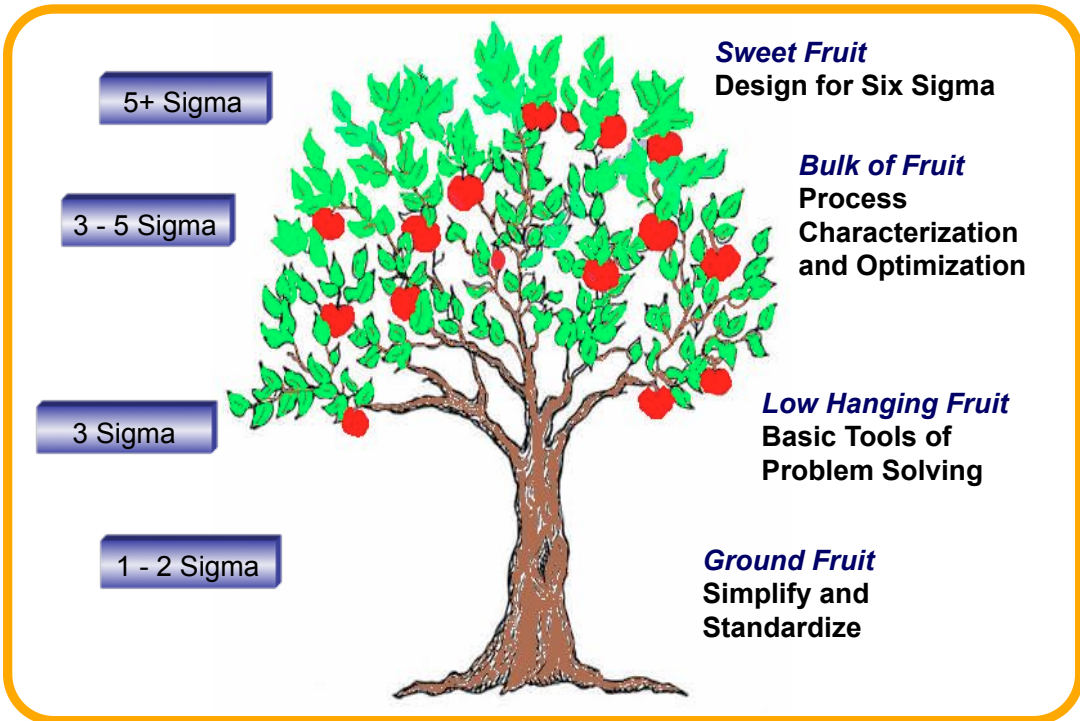 5+ Sigma
Sweet Fruit
Design for Six Sigma
3 - 5 Sigma
Bulk of Fruit
Process
Characterization
and Optimization
3 Sigma
Low Hanging Fruit
Basic Tools of
Problem Solving
1 - 2 Sigma
Ground Fruit
Simplify and
Standardize